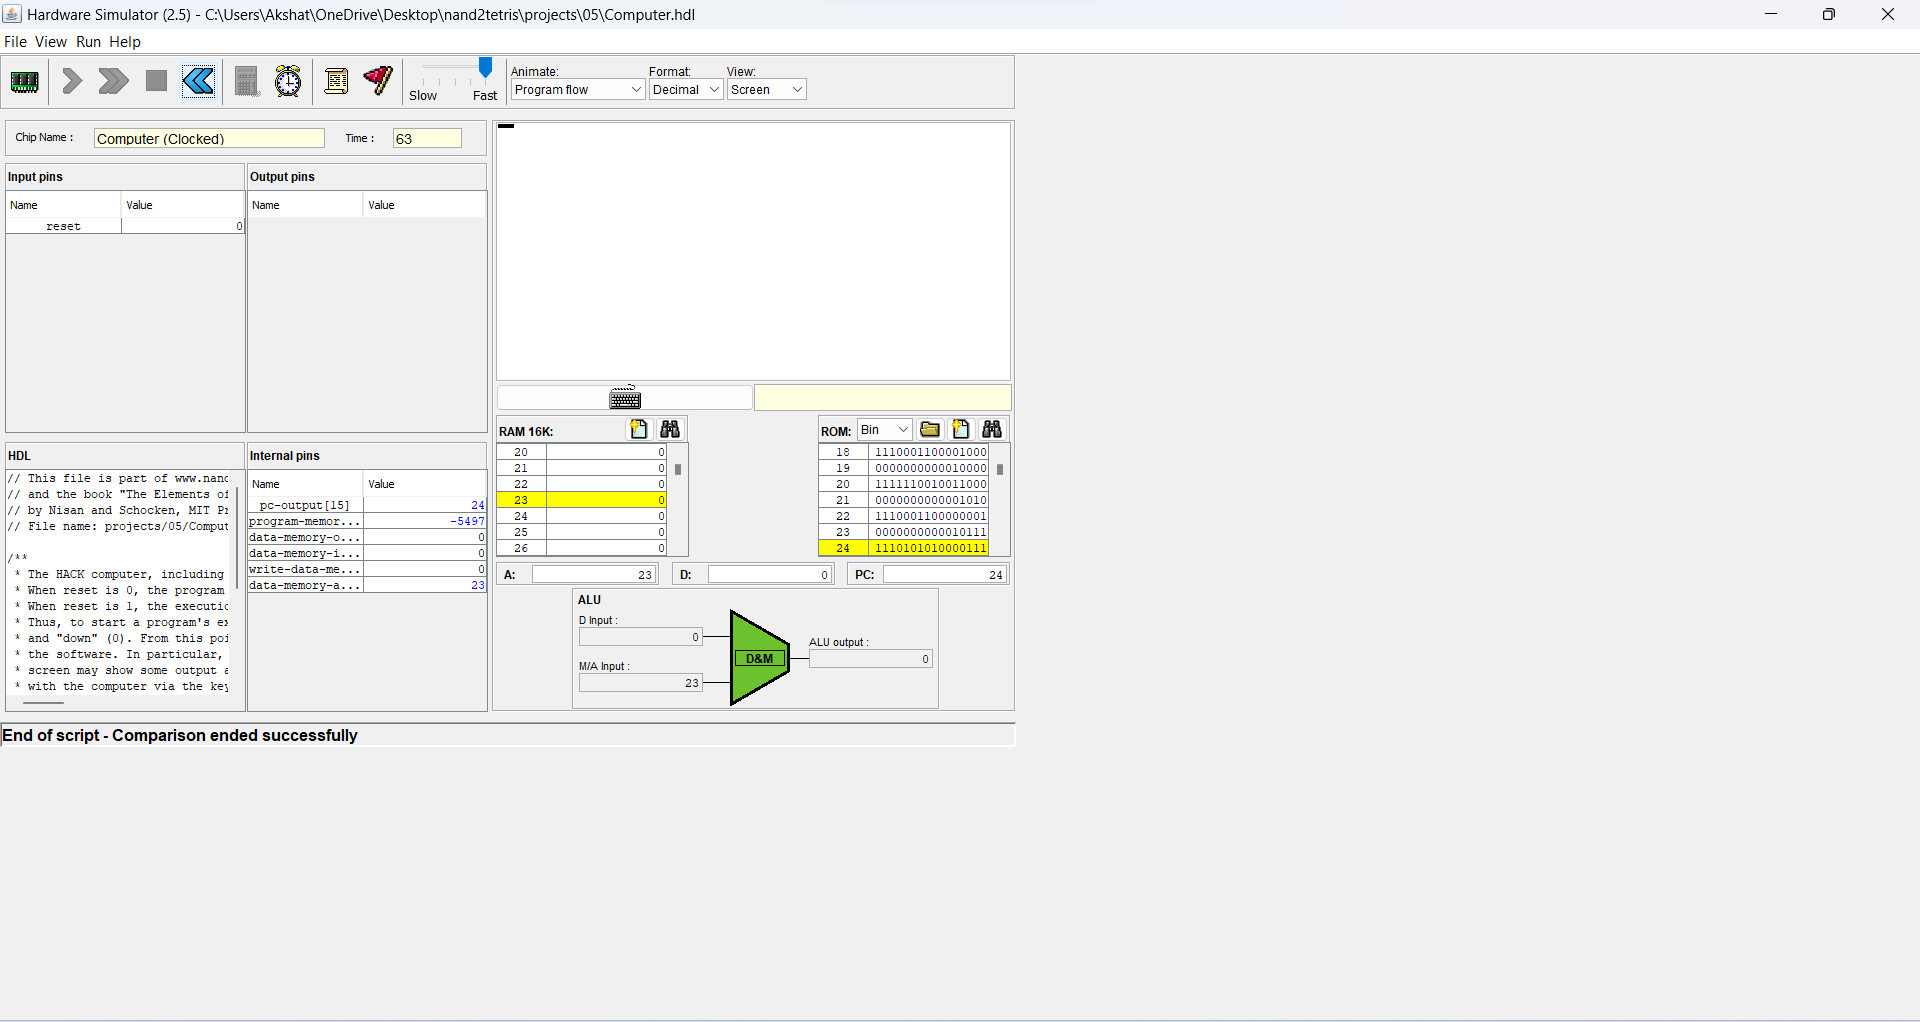 Hardware Simulator (2.5) - C:\Users\Akshat\OneDrive\Desktop\nand2tetris\projects\05\Computer.hdl
File View Run Help
Slow Fast
Animate: Format: View:
Program flow Decimal Screen
Chip Name : Computer (Clocked) Time : 63
Input pins
Name Value
reset 0
Output pins
Name Value
HDL
// This file is part of www.nand
// and the book "The Elements of
// by Nisan and Schocken, MIT Pr
// File name: projects/05/Comput
/**
* The HACK computer, including
* When reset is 0, the program
* When reset is 1, the executio
* Thus, to start a program's ex
* and "down" (0). From this poi
* the software. In particular,
* screen may show some output a
* with the computer via the key
Internal pins
Name Value
pc-output[15] 24
program-memor... -5497
data-memory-o... 0
data-memory-i... 0
write-data-me... 0
data-memory-a... 23
RAM 16K:
20 0
21 0
22 0
23 0
24 0
25 0
26 0
ROM: Bin
18 1110001100001000
19 0000000000010000
20 1111110010011000
21 0000000000001010
22 1110001100000001
23 0000000000010111
24 1110101010000111
A: 23 D: 0 PC: 24
ALU
D Input :
0
M/A Input :
23
D&M
ALU output :
0
End of script - Comparison ended successfully